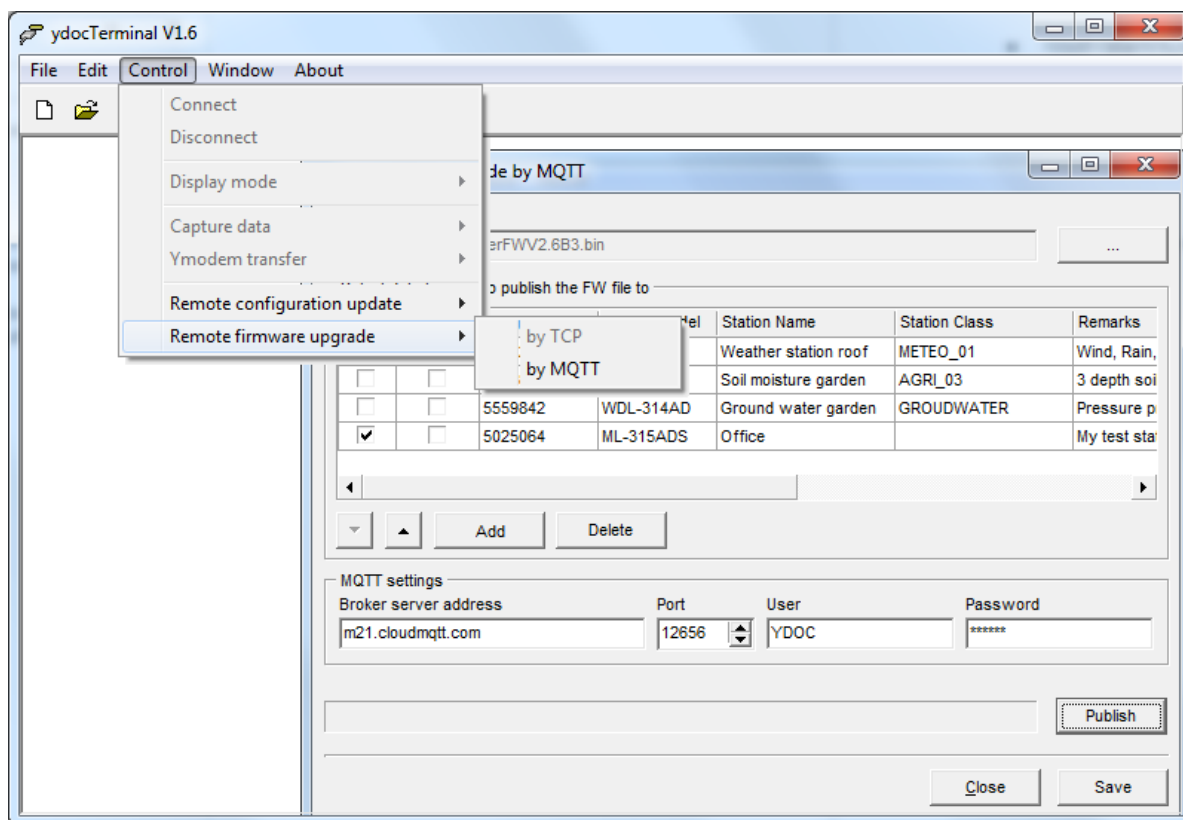 ydocTerminal V1.6
File Edit Control Window About
Connect
Disconnect
Display mode
Capture data
Ymodem transfer
Remote configuration update
Remote firmware upgrade
by TCP
by MQTT
by MQTT
erFWV2.6B3.bin
...
publish the FW file to
Station Name Station Class Remarks
Weather station roof METEO_01 Wind, Rain,
Soil moisture garden AGRI_03 3 depth soi
5559842 WDL-314AD Ground water garden GROUDWATER Pressure p
5025064 ML-315ADS Office My test sta
Add Delete
MQTT settings
Broker server address Port User Password
m21.cloudmqtt.com 12656 YDOC ******
Publish
Close Save